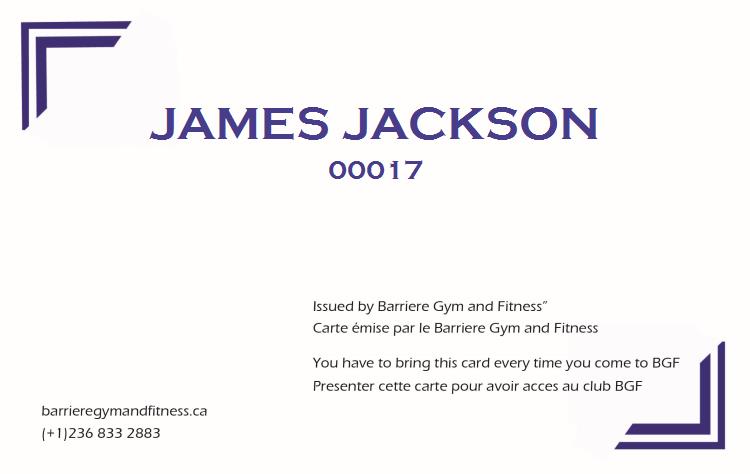 JAMES JACKSON
00017
Issued by Barriere Gym and Fitness”
Carte émise par le Barriere Gym and Fitness
You have to bring this card every time you come to BGF
Presenter cette carte pour avoir acces au club BGF
barrieregymandfitness.ca
(+1)236 833 2883